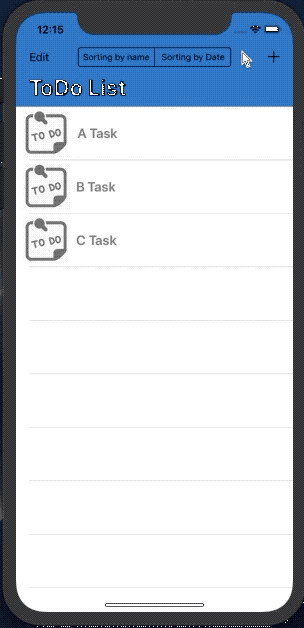 12:15
Edit Sorting by name Sorting by Date +
ToDo List
TO DO A Task
TO DO B Task
TO DO C Task